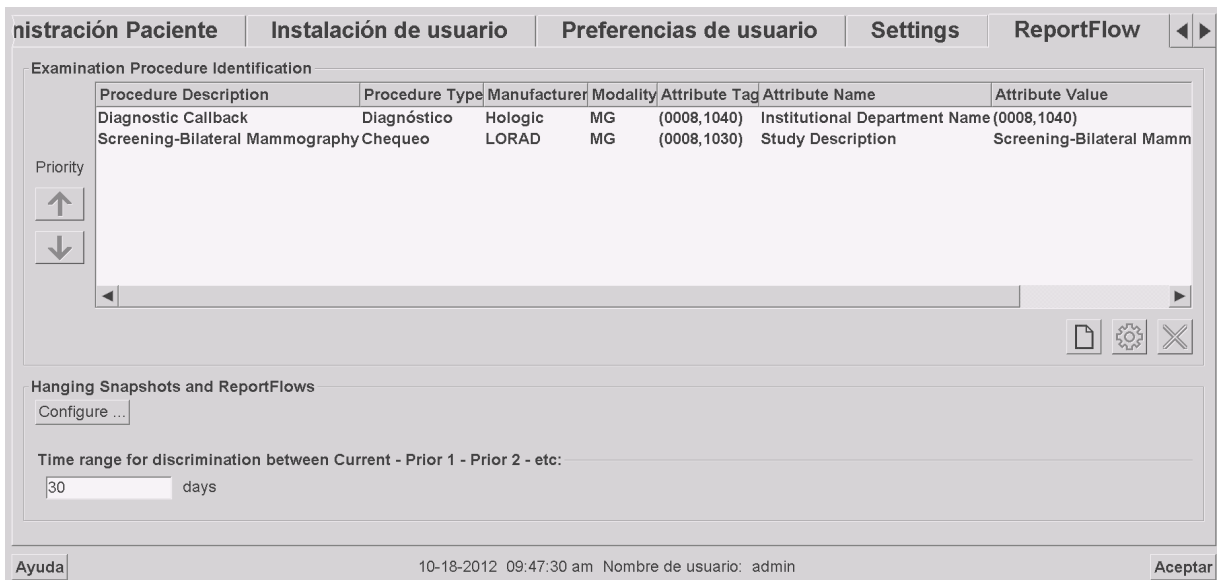 nistración Paciente Instalación de usuario Preferencias de usuario Settings ReportFlow
Examination Procedure Identification
Procedure Description Procedure Type Manufacturer Modality Attribute Tag Attribute Name Attribute Value
Diagnostic Callback Diagnóstico Hologic MG (0008,1040) Institutional Department Name (0008,1040)
Screening-Bilateral Mammography Chequeo LORAD MG (0008,1030) Study Description Screening-Bilateral Mamm
Priority
Hanging Snapshots and ReportFlows
Configure ...
Time range for discrimination between Current - Prior 1 - Prior 2 - etc:
30 days
Ayuda 10-18-2012 09:47:30 am Nombre de usuario: admin Aceptar